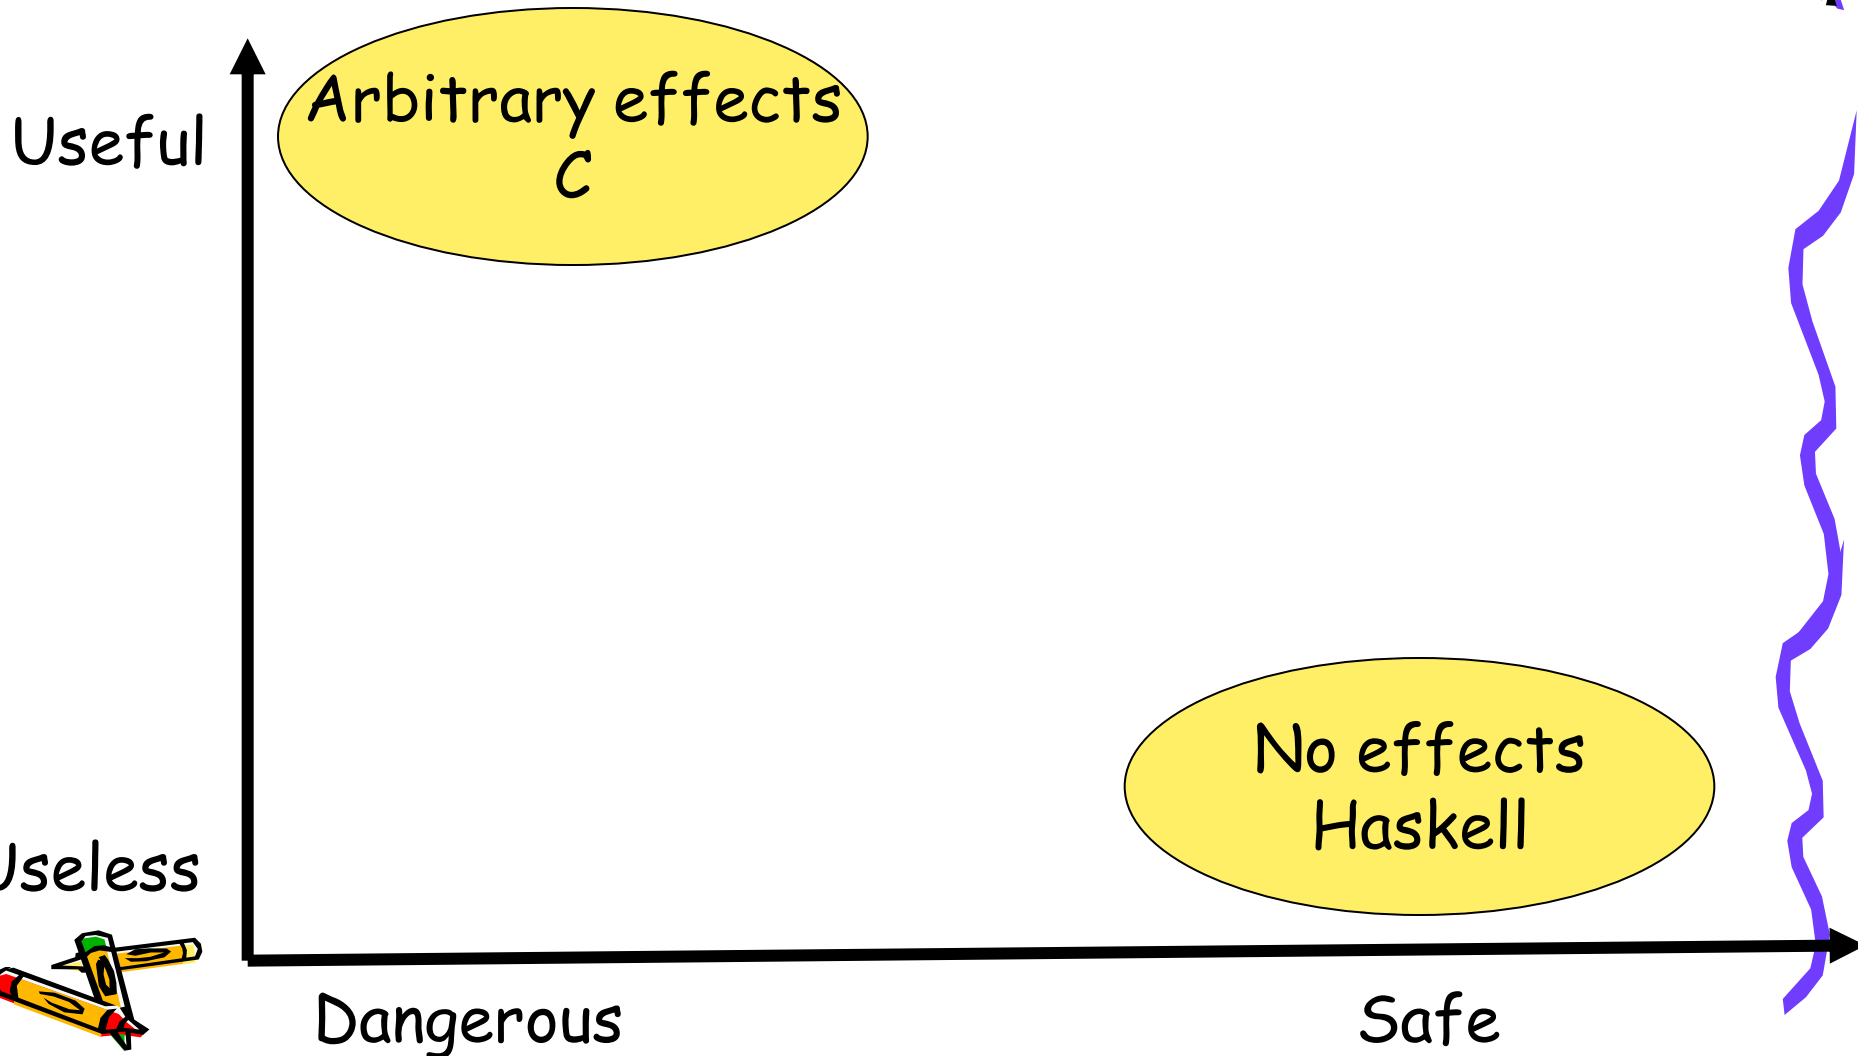 Arbitrary effects
C
Useful
No effects
Haskell
Useless
Dangerous
Safe